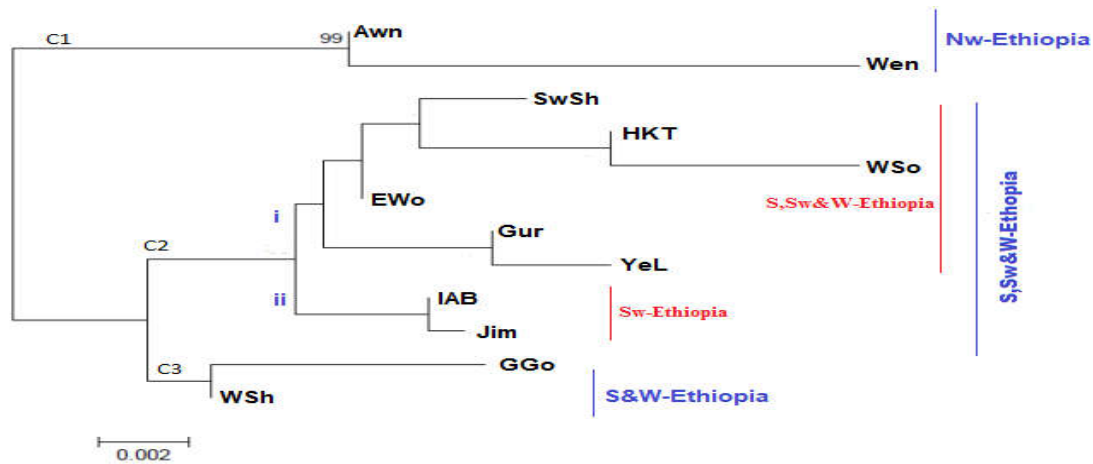 C1
99
Awn
Wen
Nw-Ethiopia
SwSh
HKT
WSo
EWo
S,Sw&W-Ethiopia
S,Sw&W-Ethopia
i
Gur
YeL
C2
ii
IAB
Jim
Sw-Ethiopia
C3
GGo
WSh
S&W-Ethiopia
0.002